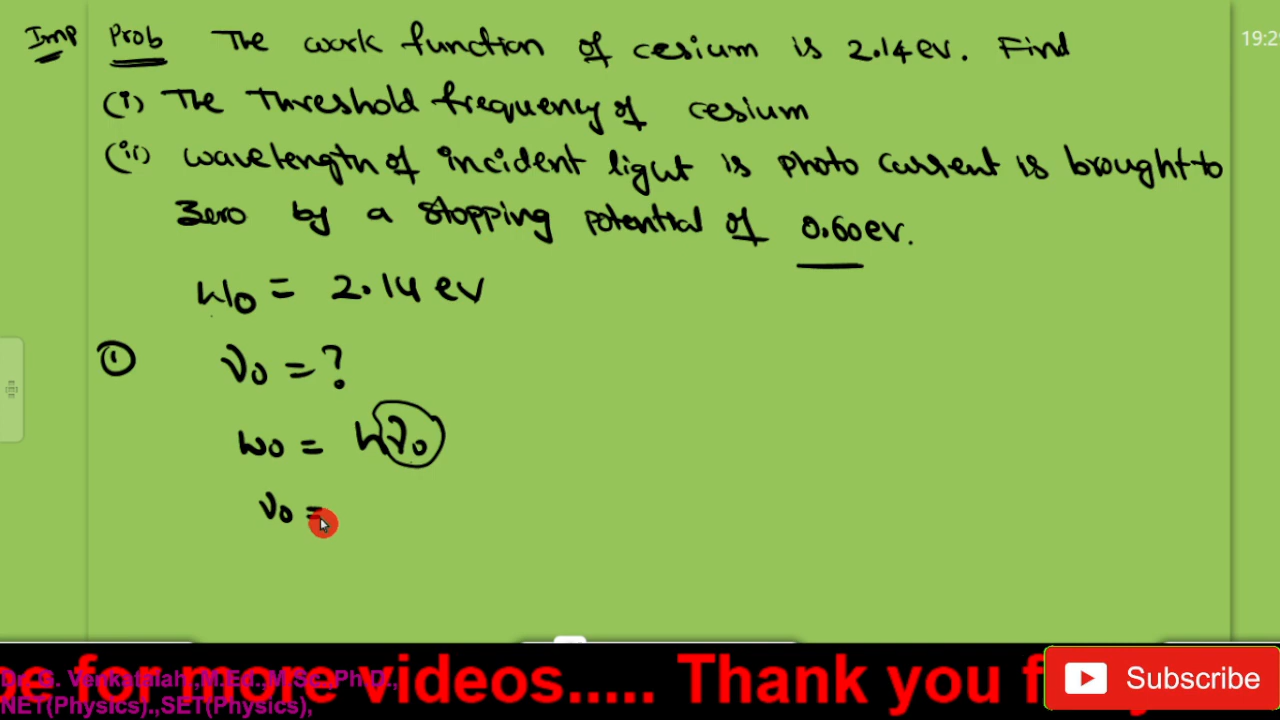 Imp Prob The work function of cesium is 2.14 ev. Find
(i) The Threshold frequency of cesium
(ii) wavelength of incident light is photo current is brought to
Zero by a stopping potential of 0.60ev.
W0 = 2.14 ev
① ν0 = ?
W0 = hν0
ν0 =
be for more videos..... Thank you f
Dr. G. Venkataiah,.M.Ed.,M.Sc.,Ph.D.,
NET(Physics).,SET(Physics),
Subscribe